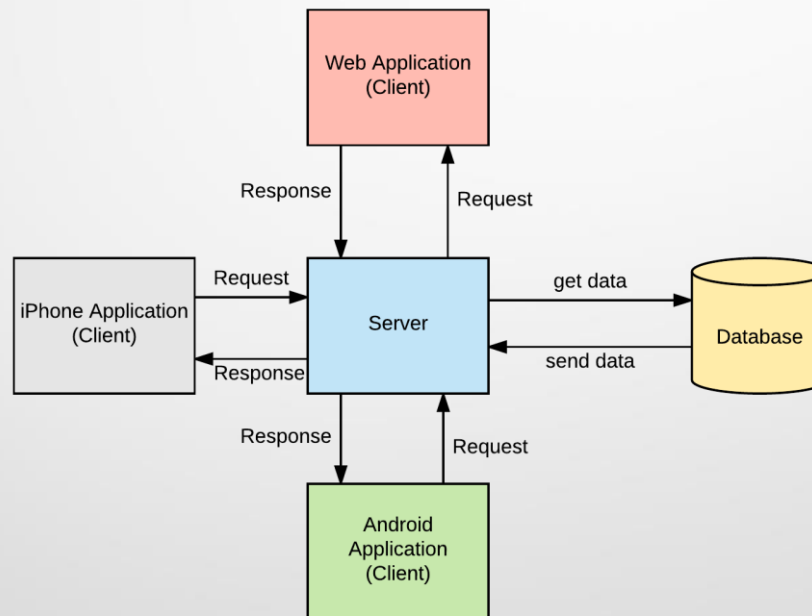 Web Application
(Client)
Response
Request
iPhone Application
(Client)
Request
Response
Server
get data
send data
Database
Response
Request
Android
Application
(Client)